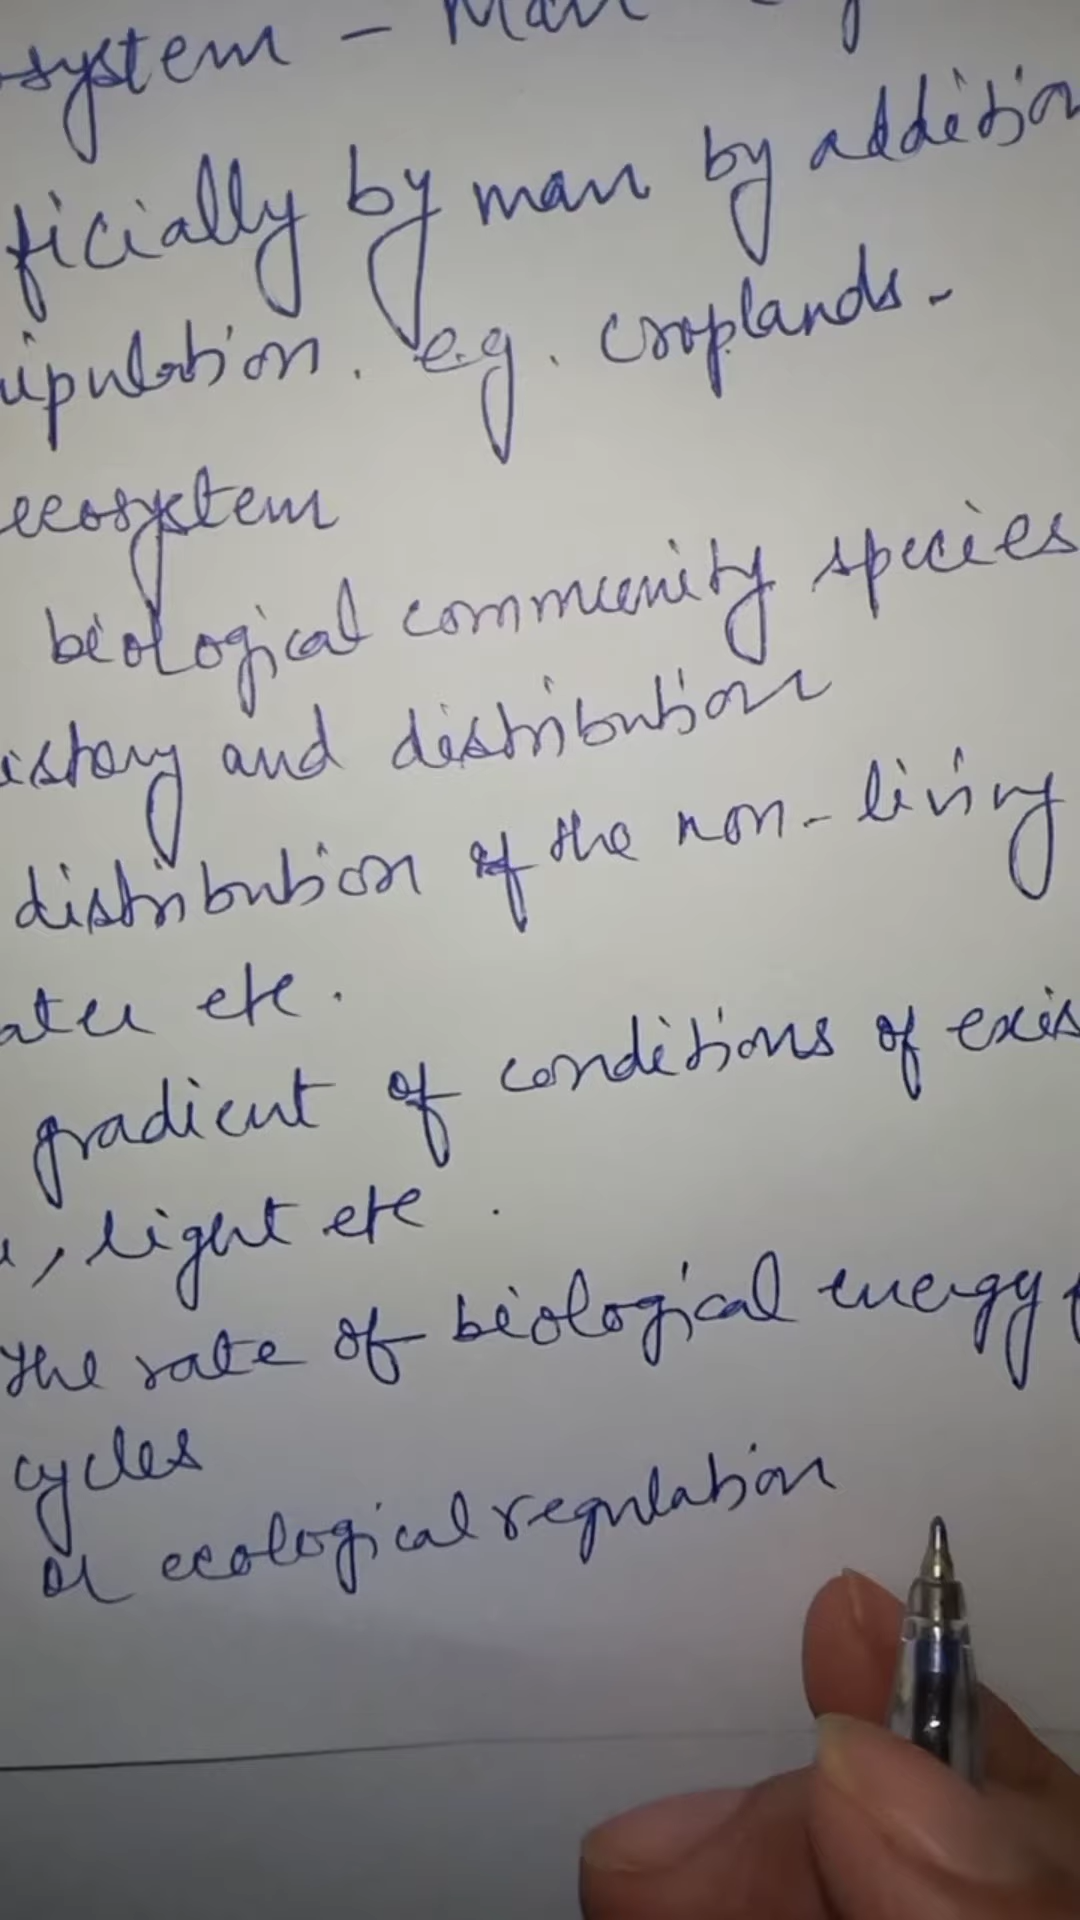 system - Man
ficially by man by addition
ipulation. e.g. croplands.
ecosystem
biological community species
istory and distribution
distribution of the non-living
ater etc.
gradient of conditions of exis
, light etc.
The rate of biological energy f
cycles
or ecological regulation